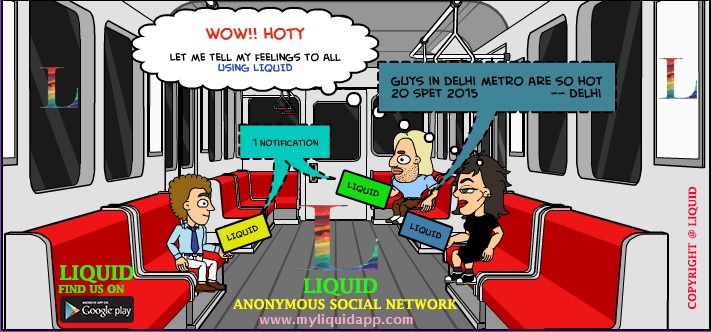 WOW!! HOTY
LET ME TELL MY FEELINGS TO ALL
USING LIQUID
GUYS IN DELHI METRO ARE SO HOT
20 SPET 2015 -- DELHI
L
L
1 NOTIFICATION
LIQUID
LIQUID
LIQUID
L
LIQUID
FIND US ON
ANDROID APP ON
Google play
LIQUID
ANONYMOUS SOCIAL NETWORK
www.myliquidapp.com
COPYRIGHT @ LIQUID